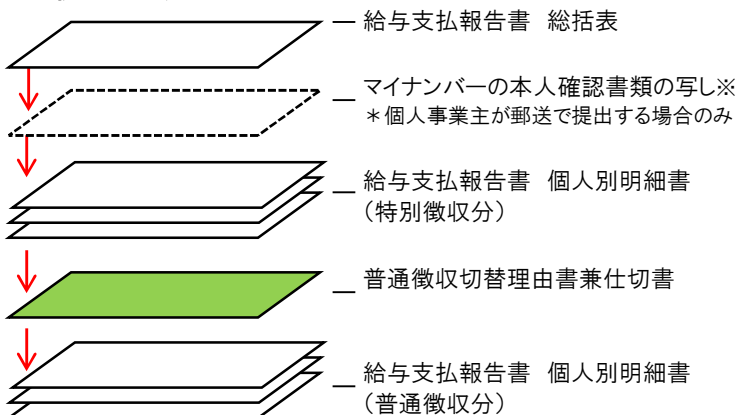 給与支払報告書 総括表
マイナンバーの本人確認書類の写し※
＊個人事業主が郵送で提出する場合のみ
給与支払報告書 個人別明細書
（特別徴収分）
普通徴収切替理由書兼仕切書
給与支払報告書 個人別明細書
（普通徴収分）